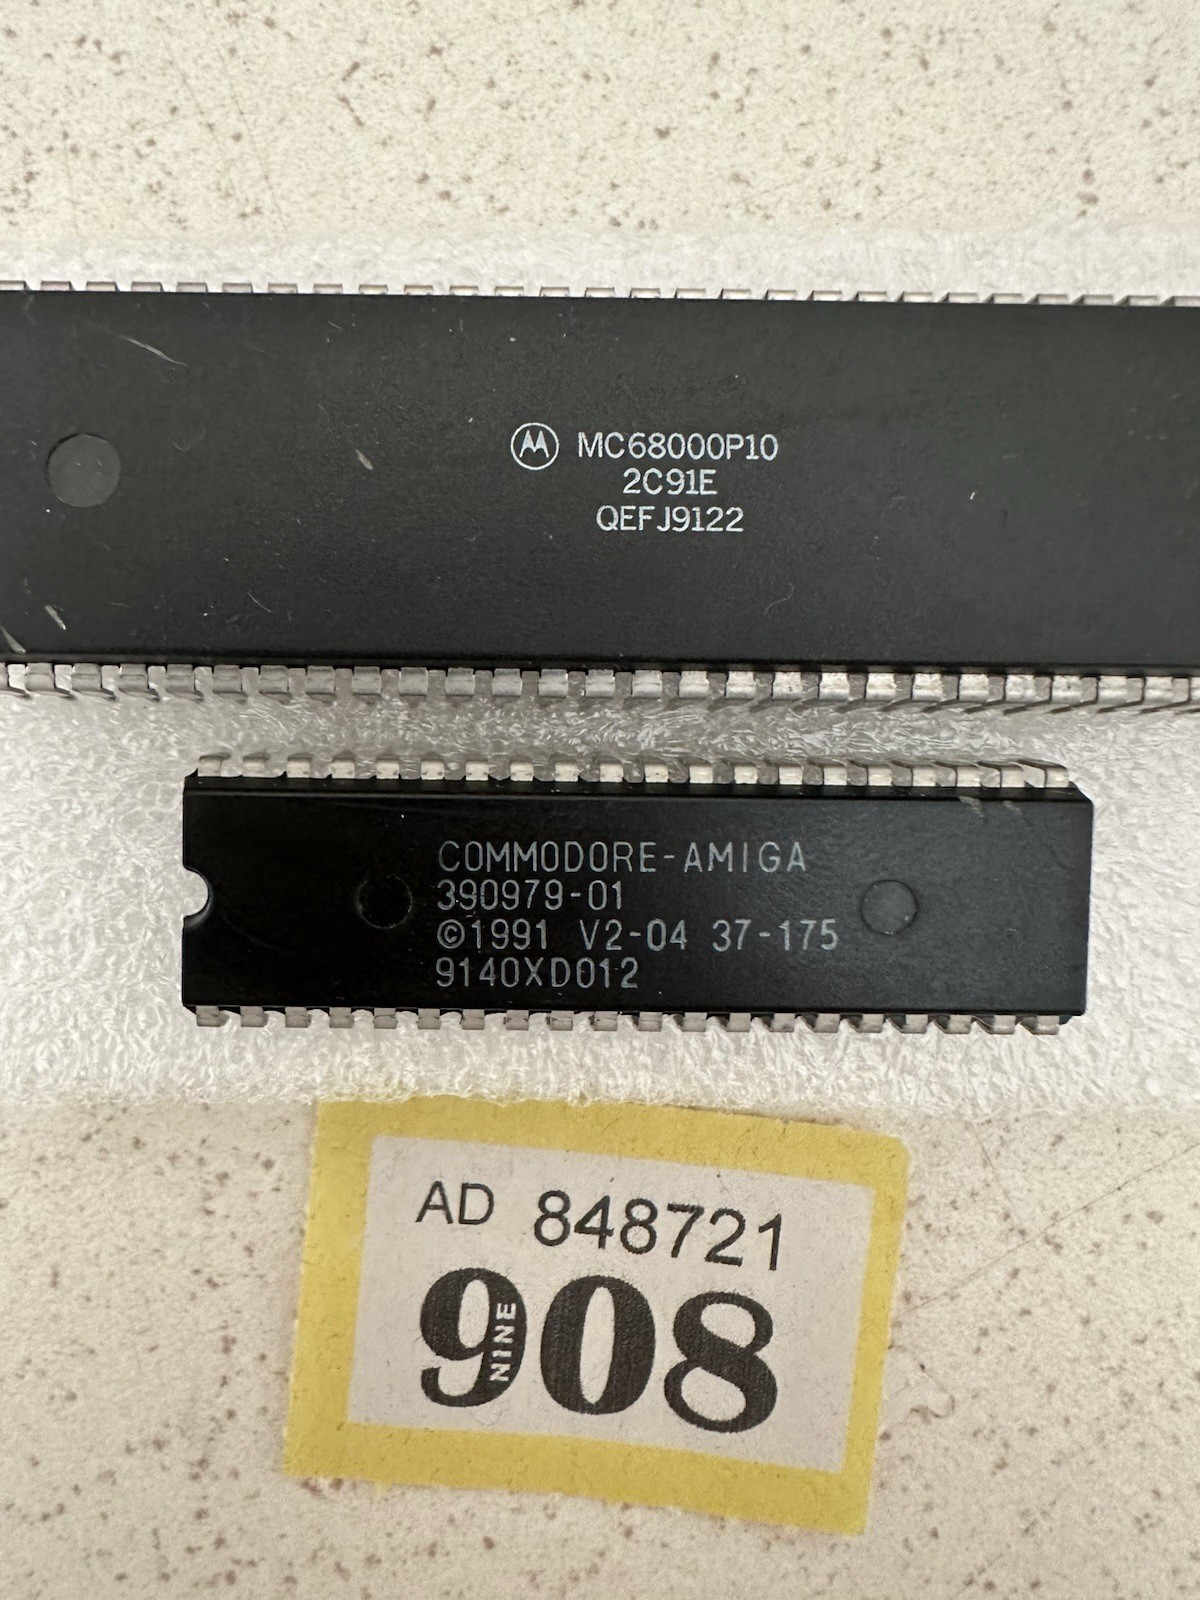 MC68000P10
2C91E
QEFJ9122
COMMODORE-AMIGA
390979-01
©1991 V2-04 37-175
9140XD012
AD 848721
908
NINE